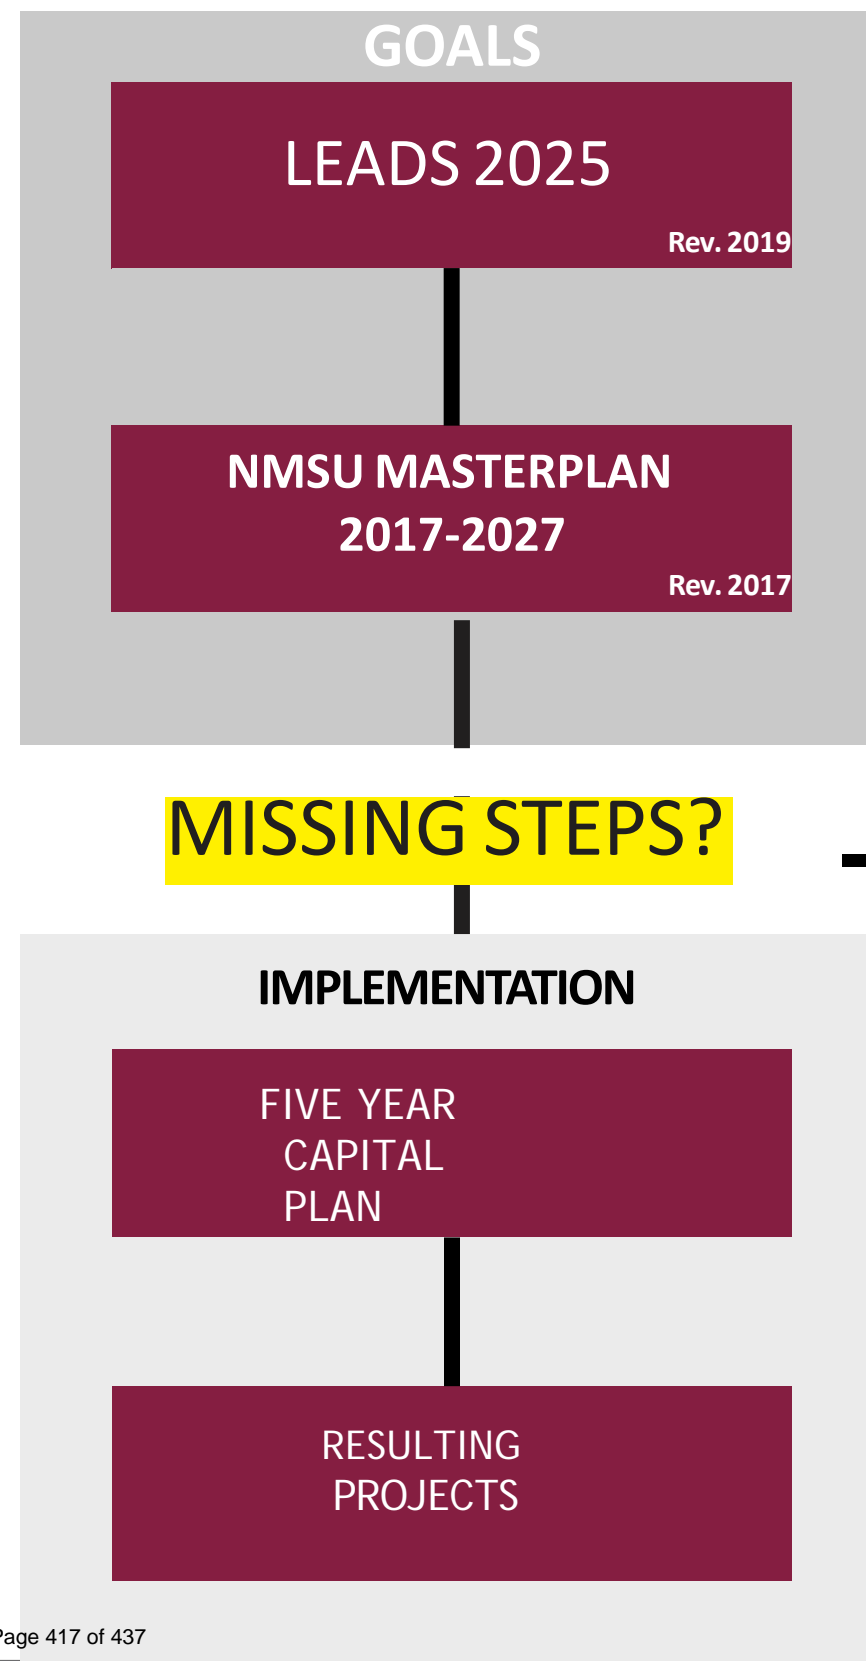 GOALS
LEADS 2025
Rev. 2019
NMSU MASTERPLAN
2017-2027
Rev. 2017
MISSING STEPS?
IMPLEMENTATION
FIVE YEAR
CAPITAL
PLAN
RESULTING
PROJECTS
Page 417 of 437